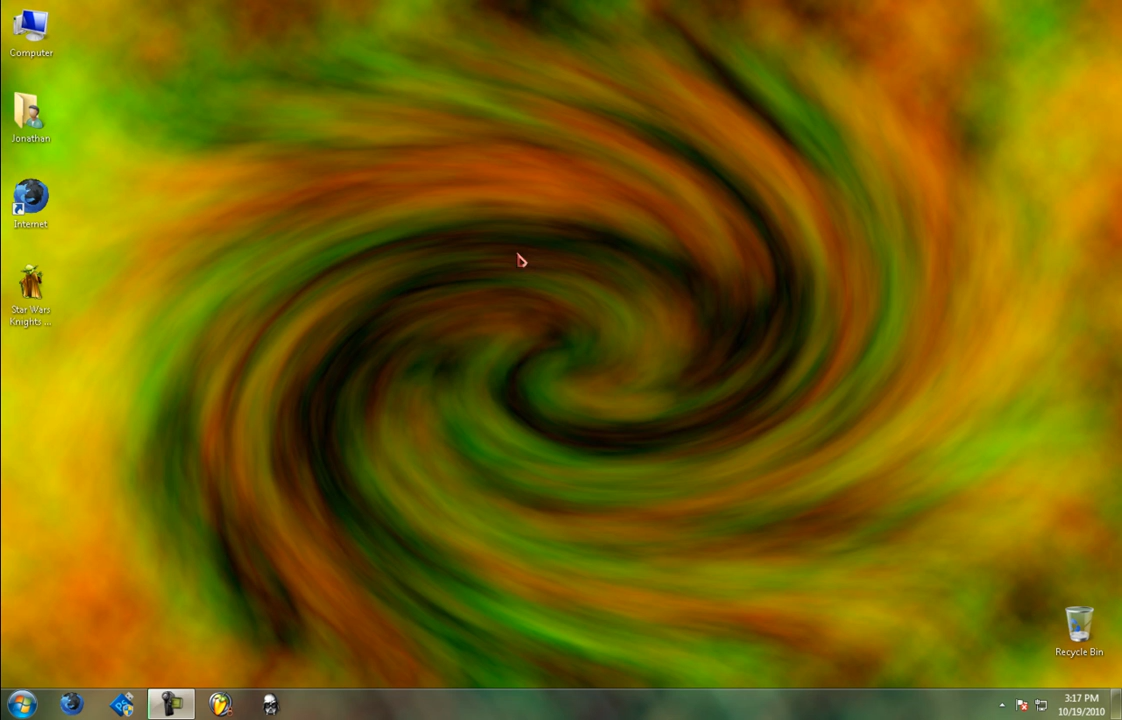 Computer
Jonathan
Internet
Star Wars
Knights ...
Recycle Bin
3:17 PM
10/19/2010